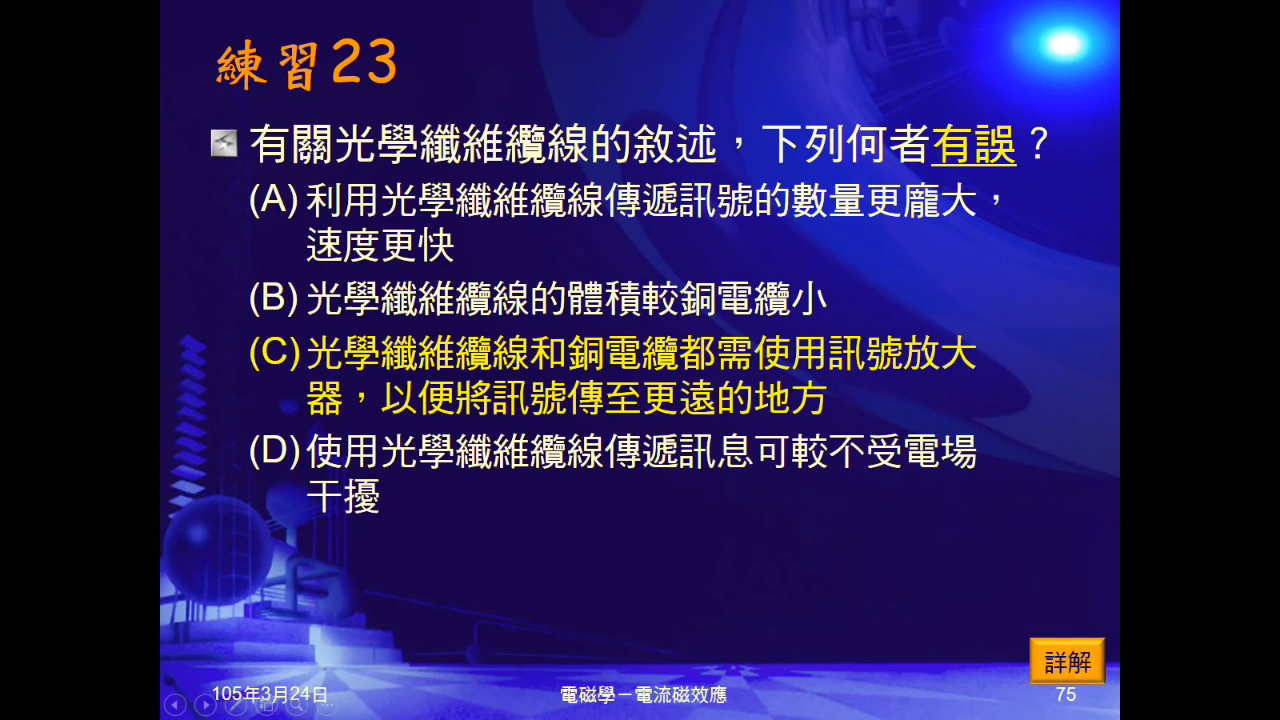 練習23
有關光學纖維纜線的敘述，下列何者有誤？
(A) 利用光學纖維纜線傳遞訊號的數量更龐大，
速度更快
(B) 光學纖維纜線的體積較銅電纜小
(C) 光學纖維纜線和銅電纜都需使用訊號放大
器，以便將訊號傳至更遠的地方
(D) 使用光學纖維纜線傳遞訊息可較不受電場
干擾
詳解
105年3月24日
電磁學－電流磁效應
75